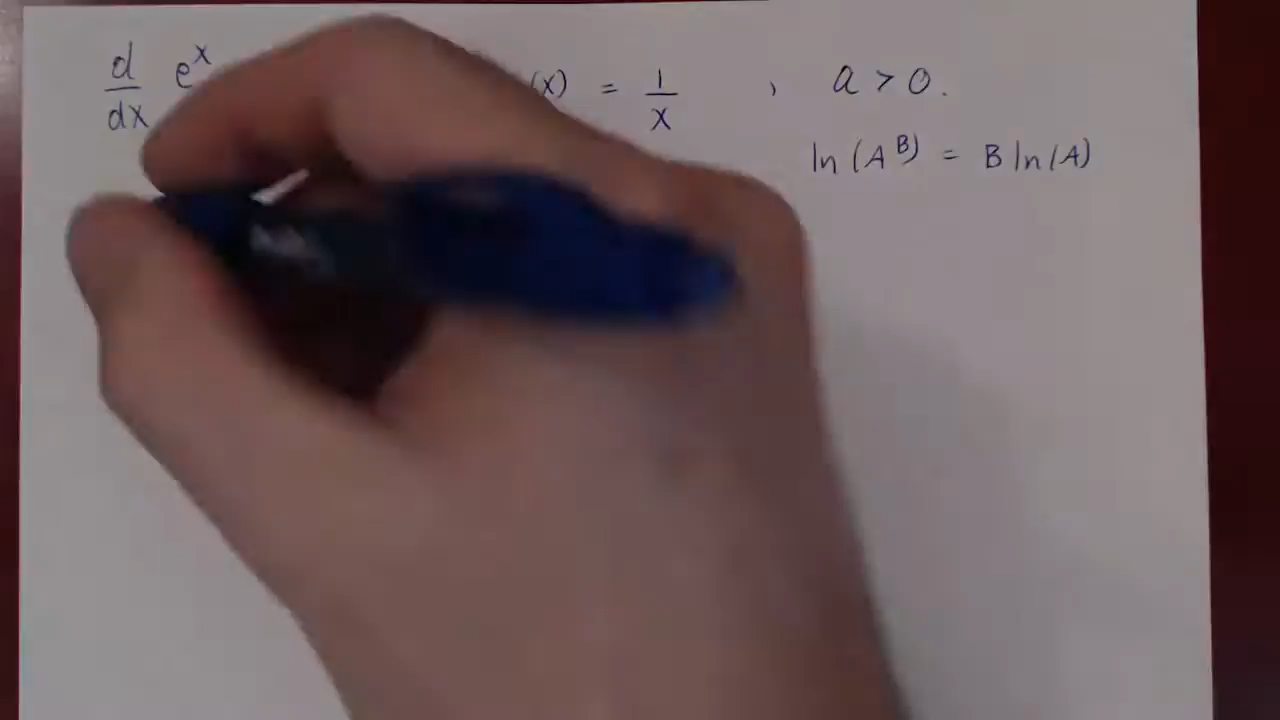 d/dx e^x (x) = 1/x , a > 0.
ln(A^B) = B ln(A)